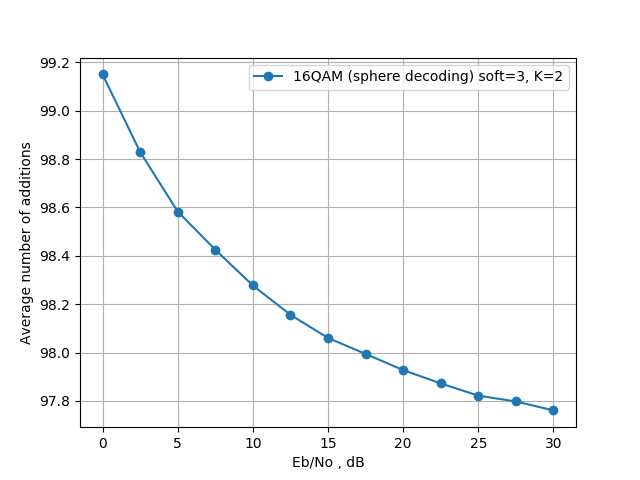 99.2
99.0
98.8
98.6
98.4
98.2
98.0
97.8
Average number of additions
16QAM (sphere decoding) soft=3, K=2
0 5 10 15 20 25 30
Eb/No , dB